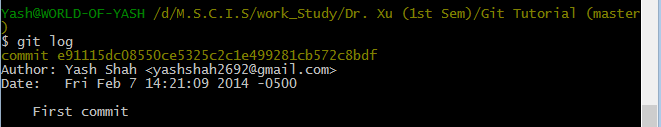 Yash@WORLD-OF-YASH /d/M.S.C.I.S/work_Study/Dr. Xu (1st Sem)/Git Tutorial (master
)
$ git log
commit e91115dc08550ce5325c2c1e499281cb572c8bdf
Author: Yash Shah <yashshah2692@gmail.com>
Date:   Fri Feb 7 14:21:09 2014 -0500
    First commit